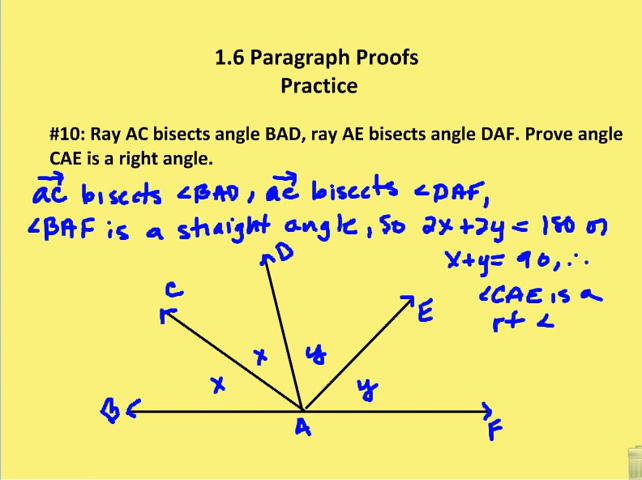 1.6 Paragraph Proofs
Practice
#10: Ray AC bisects angle BAD, ray AE bisects angle DAF. Prove angle
CAE is a right angle.
ac bisects ∠BAD, ae bisects ∠DAF,
∠BAF is a straight angle, so 2x+2y = 180 or
x+y= 90, ∴
∠CAE is a
rt ∠
D
C
E
x y
x y
B
A
F